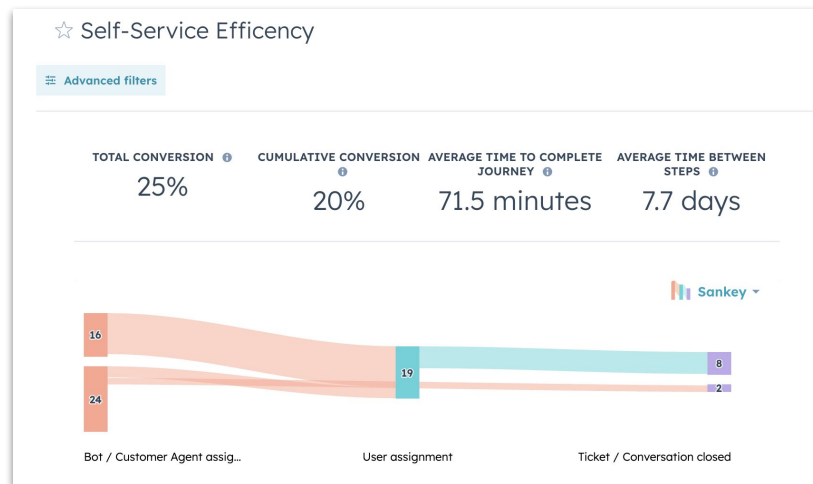 Self-Service Efficency
Advanced filters
TOTAL CONVERSION
25%
CUMULATIVE CONVERSION
20%
AVERAGE TIME TO COMPLETE
JOURNEY
71.5 minutes
AVERAGE TIME BETWEEN
STEPS
7.7 days
Sankey
16
24
19
8
2
Bot / Customer Agent assig...
User assignment
Ticket / Conversation closed